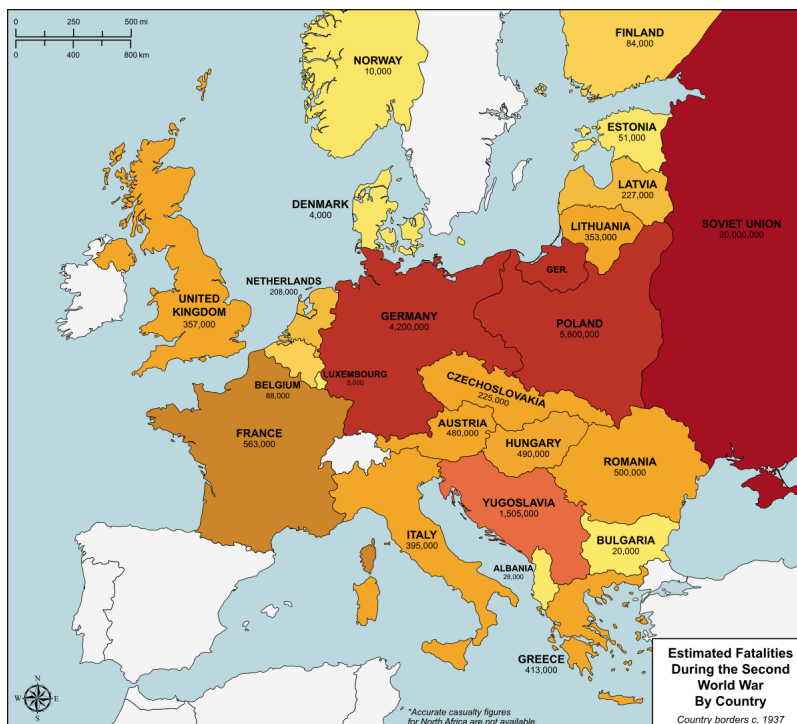 0 250 500 mi
0 400 800 km
FINLAND
84,000
NORWAY
10,000
ESTONIA
51,000
LATVIA
227,000
DENMARK
4,000
LITHUANIA
353,000
SOVIET UNION
20,000,000
GER.
NETHERLANDS
208,000
UNITED
KINGDOM
357,000
GERMANY
4,200,000
POLAND
5,800,000
LUXEMBOURG
5,000
BELGIUM
88,000
CZECHOSLOVAKIA
225,000
AUSTRIA
480,000
FRANCE
563,000
HUNGARY
490,000
ROMANIA
500,000
YUGOSLAVIA
1,505,000
ITALY
395,000
BULGARIA
20,000
ALBANIA
28,000
GREECE
413,000
N
W E
S
*Accurate casualty figures
for North Africa are not available.
Estimated Fatalities
During the Second
World War
By Country
Country borders c. 1937